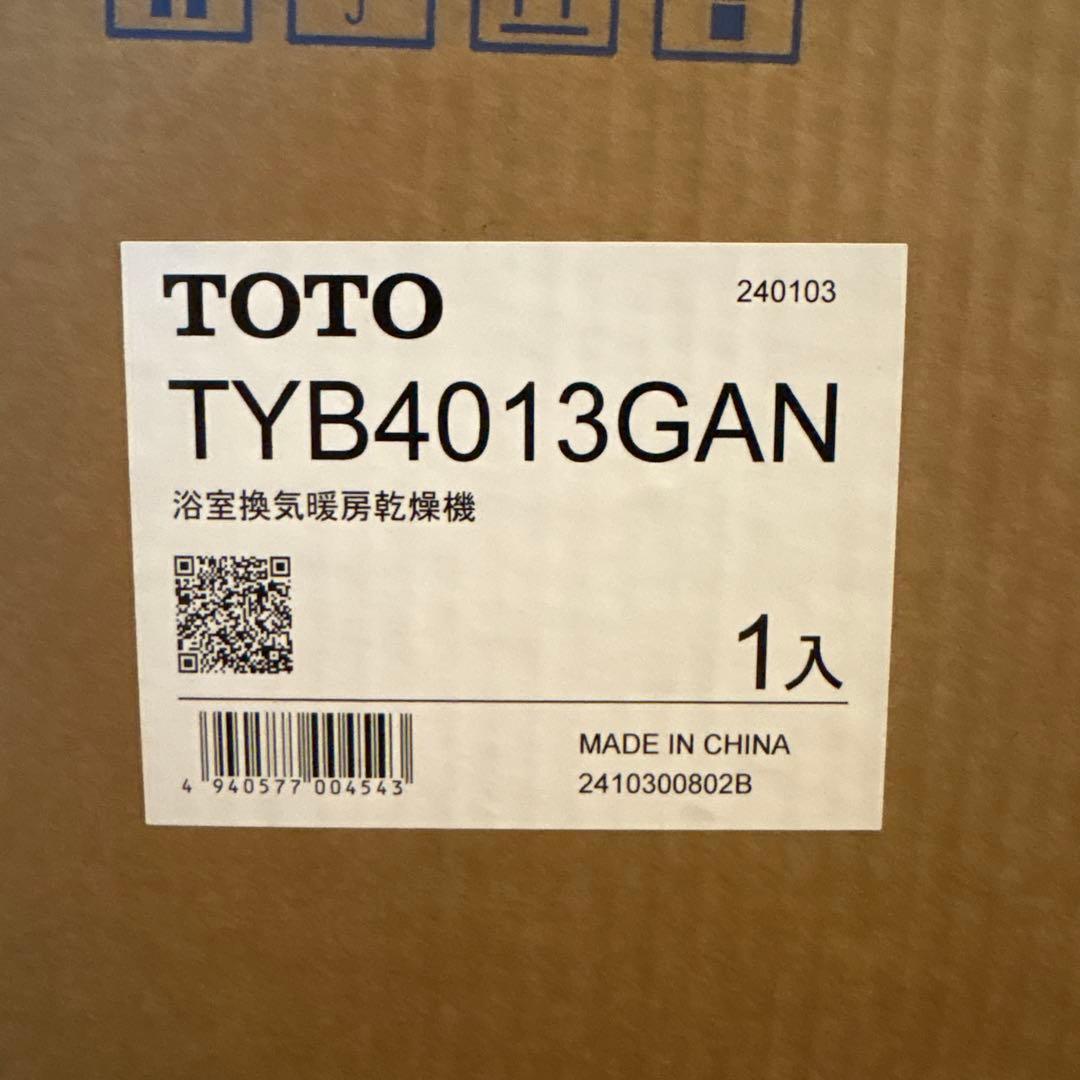 TOTO
240103
TYB4013GAN
浴室換気暖房乾燥機
1入
4 940577 004543
MADE IN CHINA
2410300802B